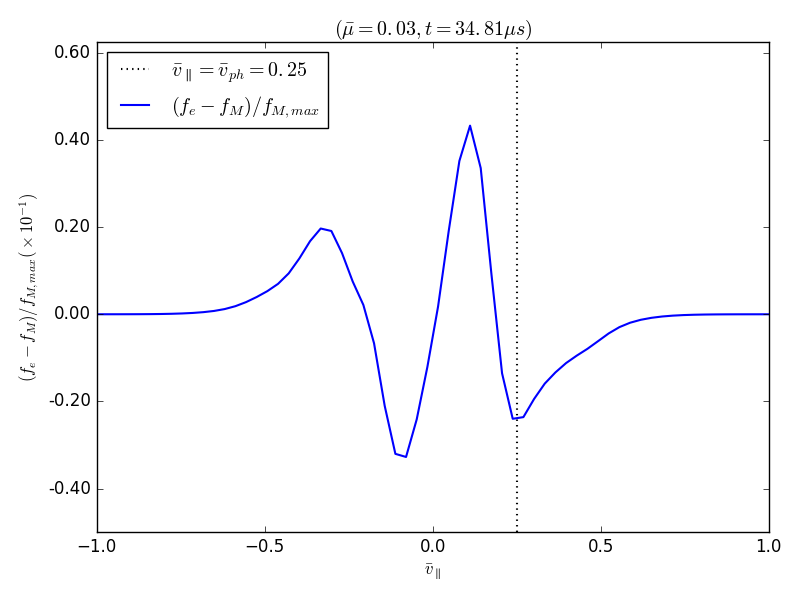 (μ̄ = 0.03, t = 34.81μs)
v̄∥ = v̄ph = 0.25
(fe − fM)/fM,max
0.60
0.40
0.20
0.00
-0.20
-0.40
(fe − fM)/fM,max(×10⁻¹)
−1.0 −0.5 0.0 0.5 1.0
v̄∥